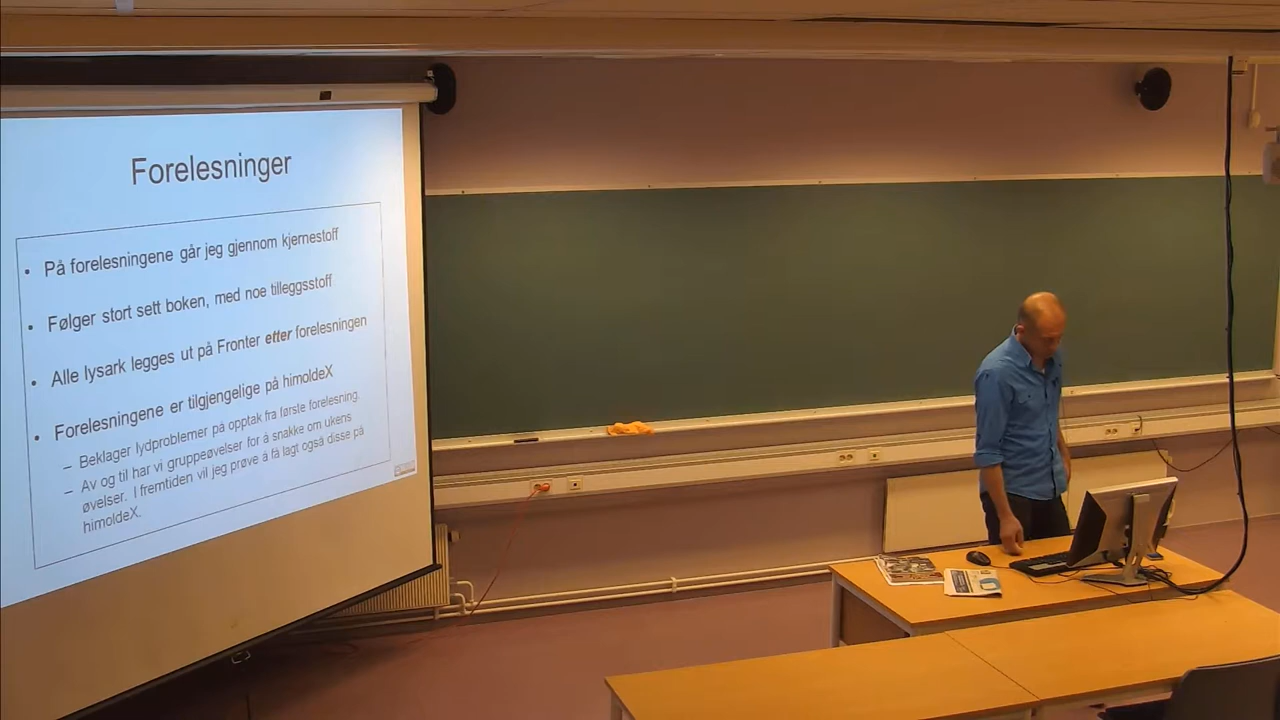 Forelesninger
• På forelesningene går jeg gjennom kjernestoff
• Følger stort sett boken, med noe tilleggsstoff
• Alle lysark legges ut på Fronter etter forelesningen
• Forelesningene er tilgjengelige på himoldeX
– Beklager lydproblemer på opptak fra første forelesning.
– Av og til har vi gruppeøvelser for å snakke om ukens
øvelser. I fremtiden vil jeg prøve å få lagt også disse på
himoldeX.